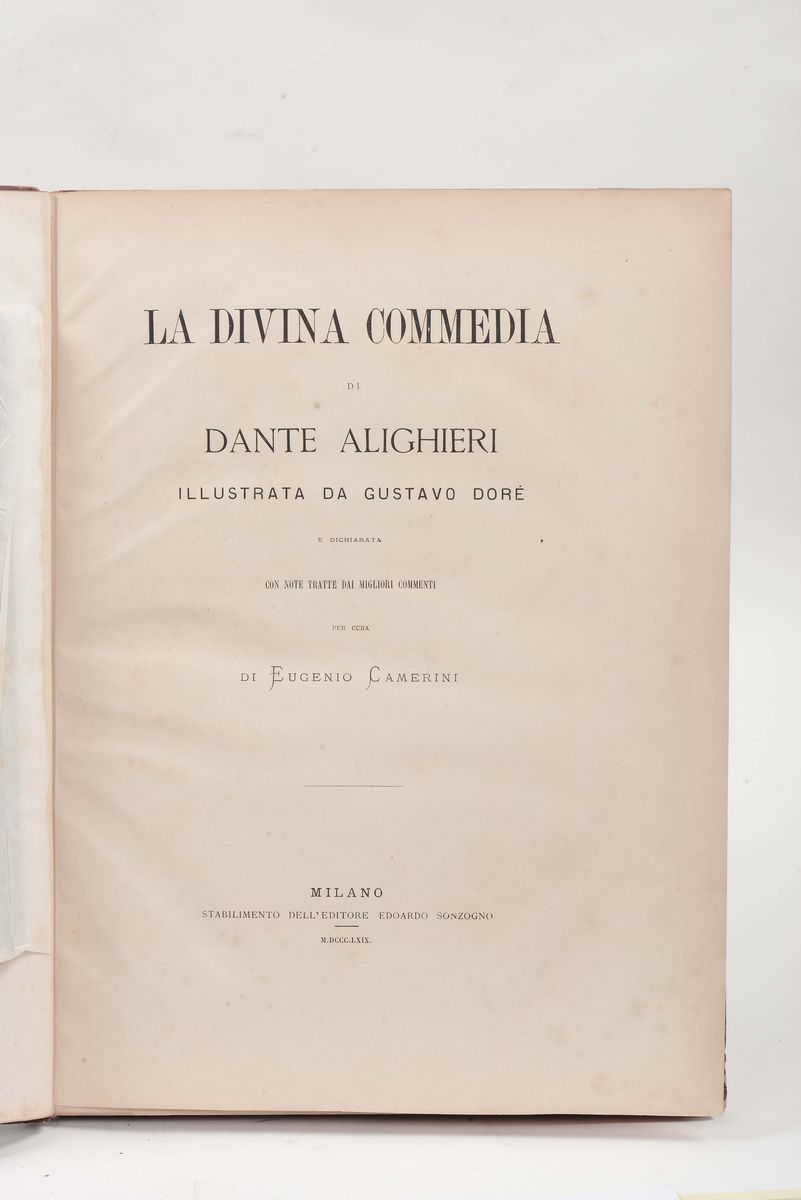 LA DIVINA COMMEDIA
DI
DANTE ALIGHIERI
ILLUSTRATA DA GUSTAVO DORÉ
E DICHIARATA
CON NOTE TRATTE DAI MIGLIORI COMMENTI
PER CURA
DI EUGENIO CAMERINI
MILANO
STABILIMENTO DELL'EDITORE EDOARDO SONZOGNO
M.DCCC.LXIX.